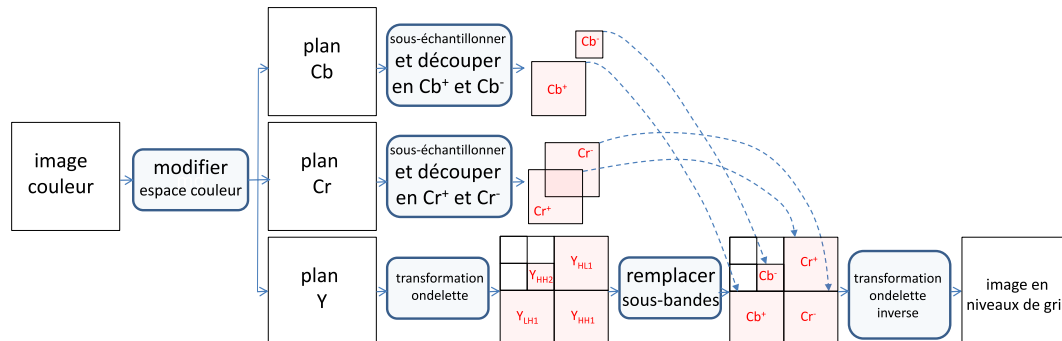 image
couleur
modifier
espace couleur
plan
Cb
sous-échantillonner
et découper
en Cb⁺ et Cb⁻
Cb⁻
Cb⁺
plan
Cr
sous-échantillonner
et découper
en Cr⁺ et Cr⁻
Cr⁻
Cr⁺
plan
Y
transformation
ondelette
Y_HH2
Y_HL1
Y_LH1
Y_HH1
remplacer
sous-bandes
Cb⁻
Cr⁺
Cb⁺
Cr⁻
transformation
ondelette
inverse
image en
niveaux de gri